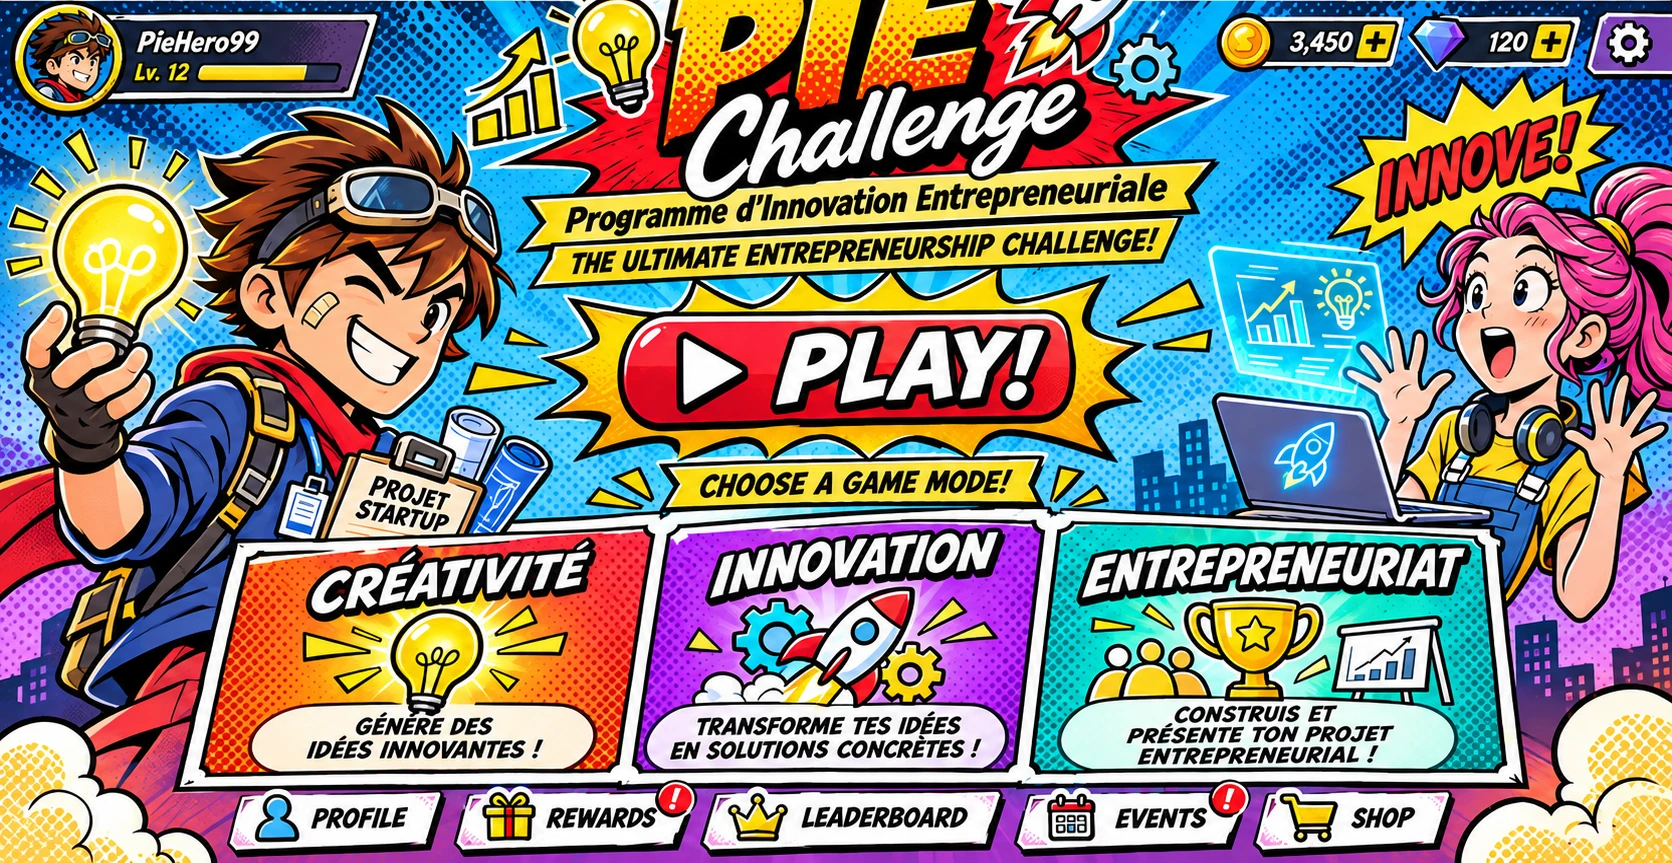 PieHero99
Lv. 12
3,450
120
PIE
Challenge
Programme d'Innovation Entrepreneuriale
THE ULTIMATE ENTREPRENEURSHIP CHALLENGE!
INNOVE!
PLAY!
PROJET
STARTUP
CHOOSE A GAME MODE!
CRÉATIVITÉ
GÉNÉRE DES
IDÉES INNOVANTES !
INNOVATION
TRANSFORME TES IDÉES
EN SOLUTIONS CONCRÈTES !
ENTREPRENEURIAT
CONSTRUIS ET
PRÉSENTE TON PROJET
ENTREPRENEURIAL !
PROFILE
REWARDS
!
LEADERBOARD
EVENTS
!
SHOP